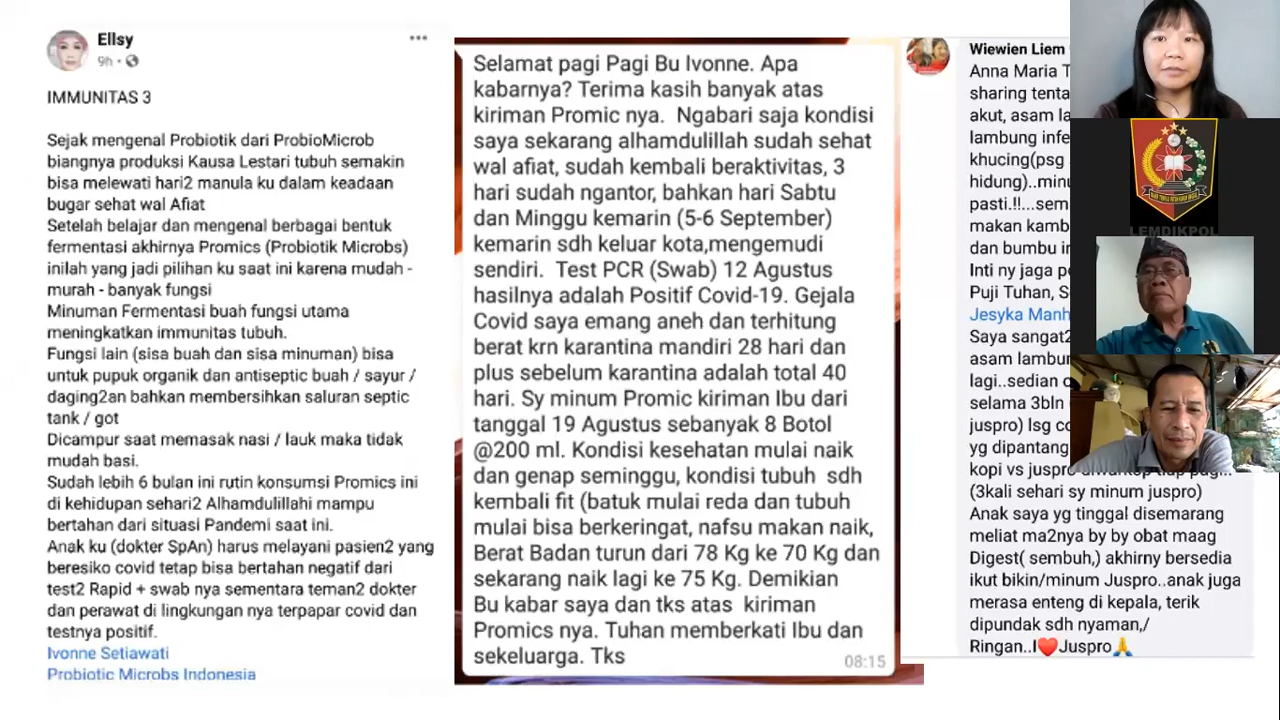 Ellsy
9h
IMMUNITAS 3
Sejak mengenal Probiotik dari ProbioMicrob
biangnya produksi Kausa Lestari tubuh semakin
bisa melewati hari2 manula ku dalam keadaan
bugar sehat wal Afiat
Setelah belajar dan mengenal berbagai bentuk
fermentasi akhirnya Promics (Probiotik Microbs)
inilah yang jadi pilihan ku saat ini karena mudah -
murah - banyak fungsi
Minuman Fermentasi buah fungsi utama
meningkatkan immunitas tubuh.
Fungsi lain (sisa buah dan sisa minuman) bisa
untuk pupuk organik dan antiseptic buah / sayur /
daging2an bahkan membersihkan saluran septic
tank / got
Dicampur saat memasak nasi / lauk maka tidak
mudah basi.
Sudah lebih 6 bulan ini rutin konsumsi Promics ini
di kehidupan sehari2 Alhamdulillahi mampu
bertahan dari situasi Pandemi saat ini.
Anak ku (dokter SpAn) harus melayani pasien2 yang
beresiko covid tetap bisa bertahan negatif dari
test2 Rapid + swab nya sementara teman2 dokter
dan perawat di lingkungan nya terpapar covid dan
testnya positif.
Ivonne Setiawati
Probiotic Microbs Indonesia
Selamat pagi Pagi Bu Ivonne. Apa
kabarnya? Terima kasih banyak atas
kiriman Promic nya. Ngabari saja kondisi
saya sekarang alhamdulillah sudah sehat
wal afiat, sudah kembali beraktivitas, 3
hari sudah ngantor, bahkan hari Sabtu
dan Minggu kemarin (5-6 September)
kemarin sdh keluar kota,mengemudi
sendiri. Test PCR (Swab) 12 Agustus
hasilnya adalah Positif Covid-19. Gejala
Covid saya emang aneh dan terhitung
berat krn karantina mandiri 28 hari dan
plus sebelum karantina adalah total 40
hari. Sy minum Promic kiriman Ibu dari
tanggal 19 Agustus sebanyak 8 Botol
@200 ml. Kondisi kesehatan mulai naik
dan genap seminggu, kondisi tubuh sdh
kembali fit (batuk mulai reda dan tubuh
mulai bisa berkeringat, nafsu makan naik,
Berat Badan turun dari 78 Kg ke 70 Kg dan
sekarang naik lagi ke 75 Kg. Demikian
Bu kabar saya dan tks atas kiriman
Promics nya. Tuhan memberkati Ibu dan
sekeluarga. Tks
08:15
Wiewien Liem
Anna Maria T
sharing tenta
akut, asam la
lambung infe
khucing(psg
hidung)..minu
pasti.!!...sem
makan kamb
dan bumbu in
Inti ny jaga po
Puji Tuhan, S
Jesyka Manh
Saya sangat2
asam lambun
lagi..sedian o
selama 3bln
juspro) lsg co
yg dipantang
kopi vs juspro
(3kali sehari sy minum juspro)
Anak saya yg tinggal disemarang
meliat ma2nya by by obat maag
Digest( sembuh,) akhirny bersedia
ikut bikin/minum Juspro..anak juga
merasa enteng di kepala, terik
dipundak sdh nyaman,/
Ringan..I❤️Juspro🙏
LEMDIKPOL